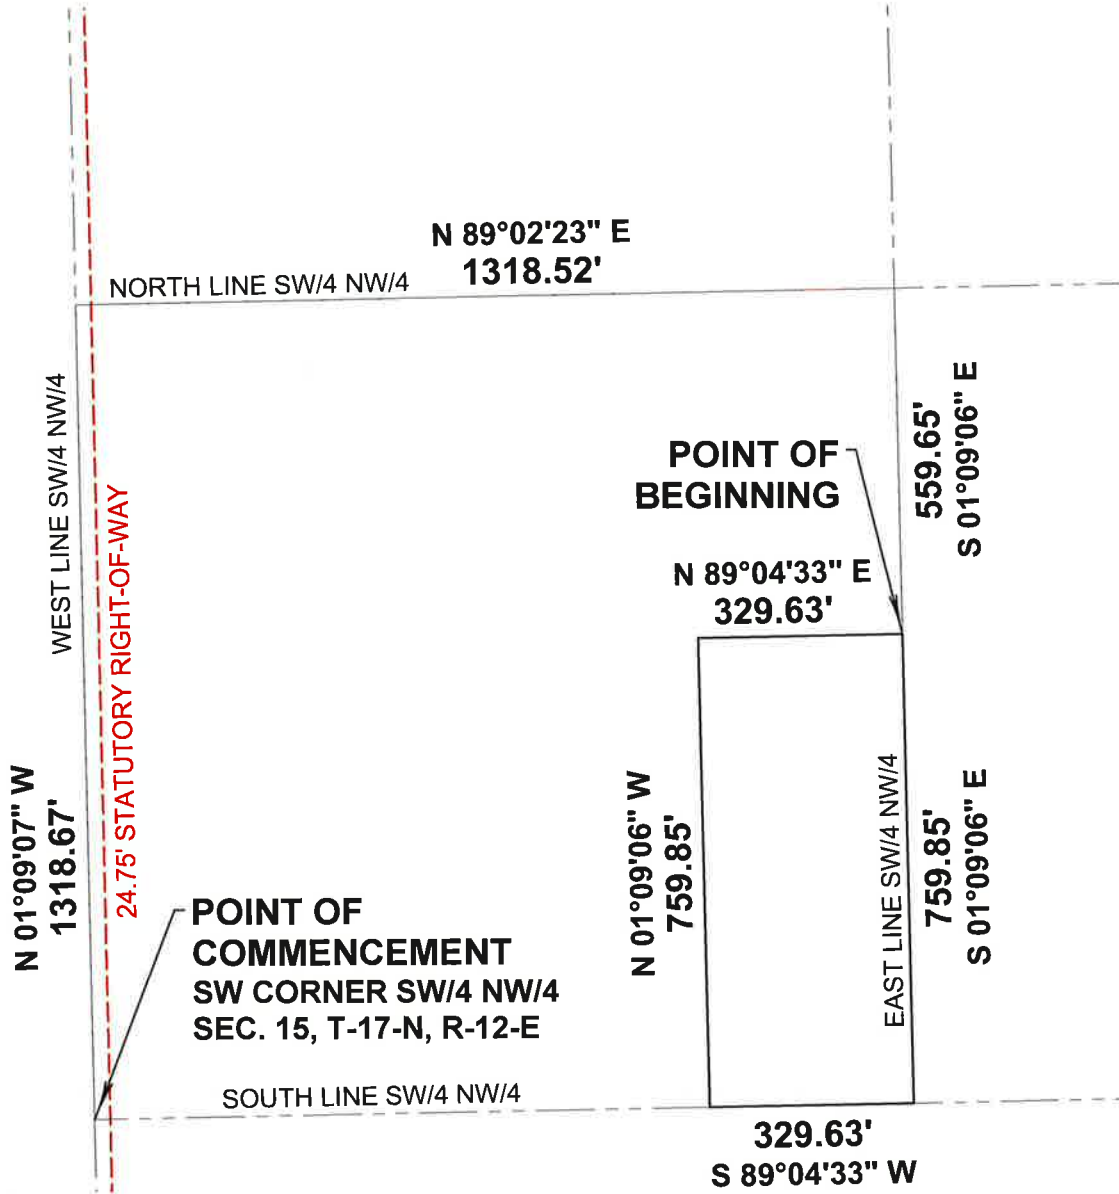 N 89°02'23" E
1318.52'
NORTH LINE SW/4 NW/4
WEST LINE SW/4 NW/4
24.75' STATUTORY RIGHT-OF-WAY
N 01°09'07" W
1318.67'
559.65'
S 01°09'06" E
POINT OF
BEGINNING
N 89°04'33" E
329.63'
N 01°09'06" W
759.85'
EAST LINE SW/4 NW/4
759.85'
S 01°09'06" E
POINT OF
COMMENCEMENT
SW CORNER SW/4 NW/4
SEC. 15, T-17-N, R-12-E
SOUTH LINE SW/4 NW/4
329.63'
S 89°04'33" W